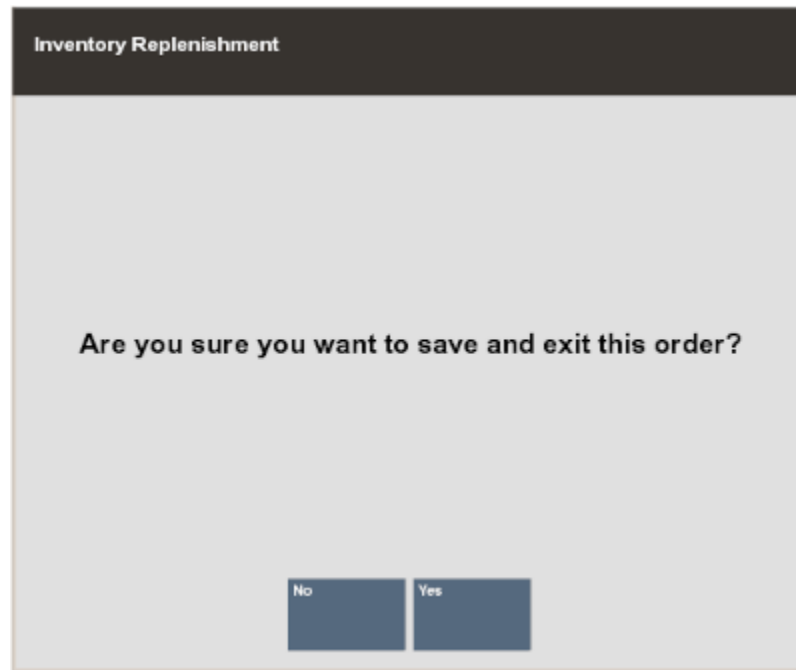 Inventory Replenishment
Are you sure you want to save and exit this order?
No
Yes